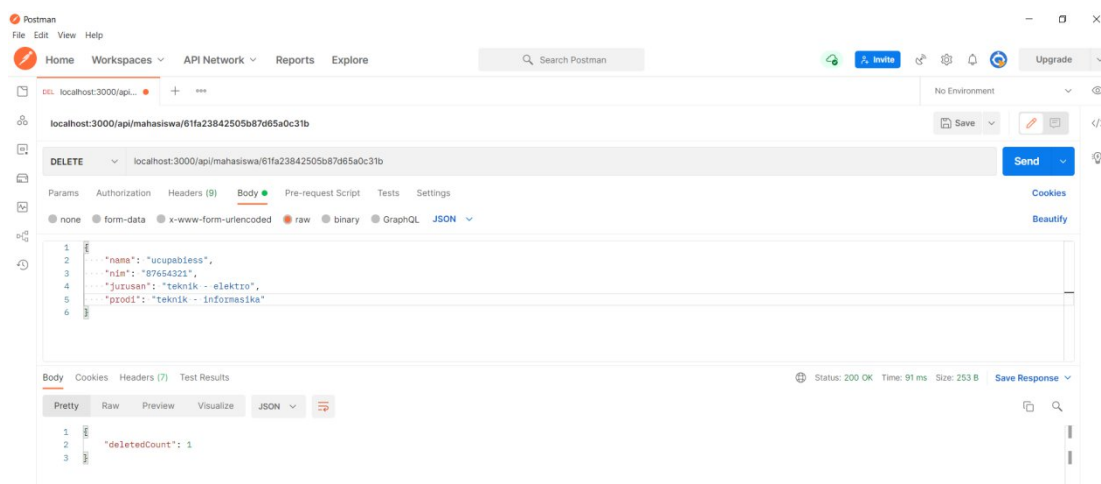 Postman
File Edit View Help
Home Workspaces API Network Reports Explore Search Postman Invite Upgrade
DEL localhost:3000/api... + ooo No Environment
localhost:3000/api/mahasiswa/61fa23842505b87d65a0c31b Save
DELETE localhost:3000/api/mahasiswa/61fa23842505b87d65a0c31b Send
Params Authorization Headers (9) Body Pre-request Script Tests Settings Cookies
none form-data x-www-form-urlencoded raw binary GraphQL JSON Beautify
1 {
2 "nama": "ucupabiess",
3 "nim": "87654321",
4 "jurusan": "teknik - elektro",
5 "prodi": "teknik - informasika"
6 }
Body Cookies Headers (7) Test Results Status: 200 OK Time: 91 ms Size: 253 B Save Response
Pretty Raw Preview Visualize JSON
1 {
2 "deletedCount": 1
3 }